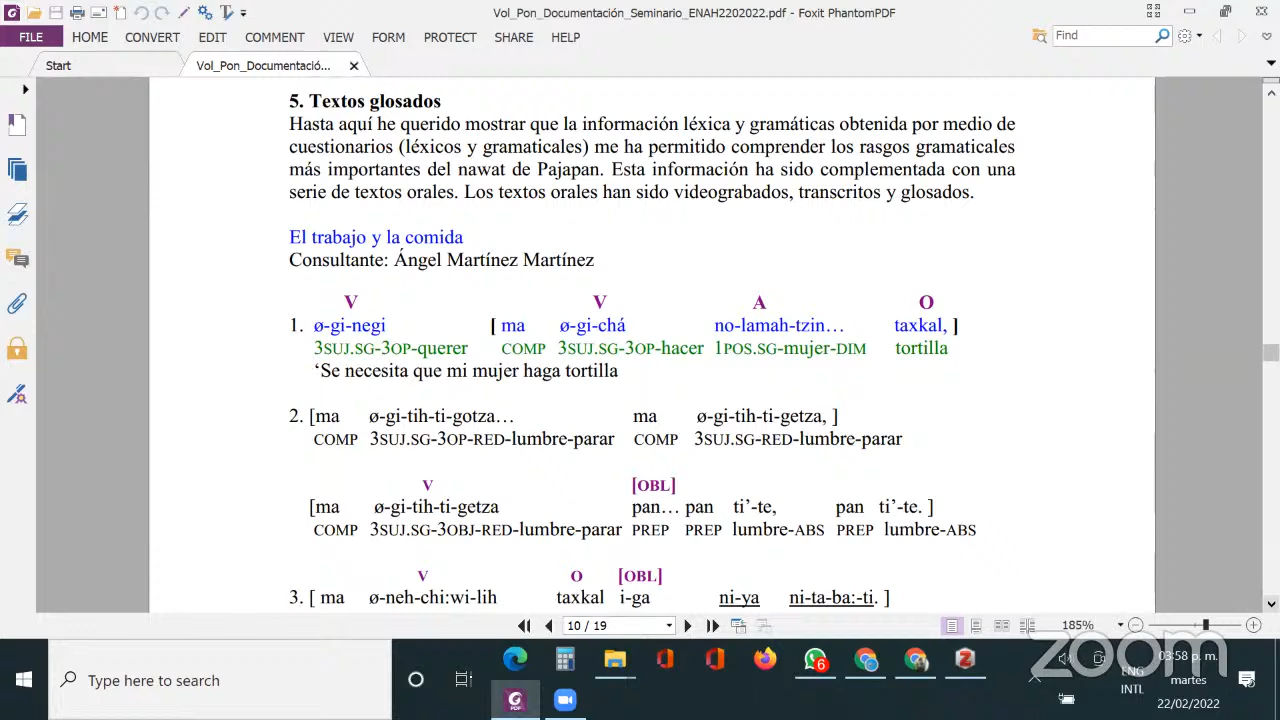 Vol_Pon_Documentación_Seminario_ENAH2202022.pdf - Foxit PhantomPDF
FILE HOME CONVERT EDIT COMMENT VIEW FORM PROTECT SHARE HELP Find
Start Vol_Pon_Documentació...
5. Textos glosados
Hasta aquí he querido mostrar que la información léxica y gramáticas obtenida por medio de
cuestionarios (léxicos y gramaticales) me ha permitido comprender los rasgos gramaticales
más importantes del nawat de Pajapan. Esta información ha sido complementada con una
serie de textos orales. Los textos orales han sido videograbados, transcritos y glosados.
El trabajo y la comida
Consultante: Ángel Martínez Martínez
V V A O
1. ø-gi-negi [ ma ø-gi-chá no-lamah-tzin… taxkal, ]
3SUJ.SG-3OP-querer COMP 3SUJ.SG-3OP-hacer 1POS.SG-mujer-DIM tortilla
‘Se necesita que mi mujer haga tortilla
2. [ma ø-gi-tih-ti-gotza… ma ø-gi-tih-ti-getza, ]
COMP 3SUJ.SG-3OP-RED-lumbre-parar COMP 3SUJ.SG-RED-lumbre-parar
V [OBL]
[ma ø-gi-tih-ti-getza pan… pan ti’-te, pan ti’-te. ]
COMP 3SUJ.SG-3OBJ-RED-lumbre-parar PREP PREP lumbre-ABS PREP lumbre-ABS
V O [OBL]
3. [ ma ø-neh-chi:wi-lih taxkal i-ga ni-ya ni-ta-ba:-ti. ]
10 / 19 185%
zoom
Type here to search 6 ENG 03:58 p. m.
INTL martes
22/02/2022